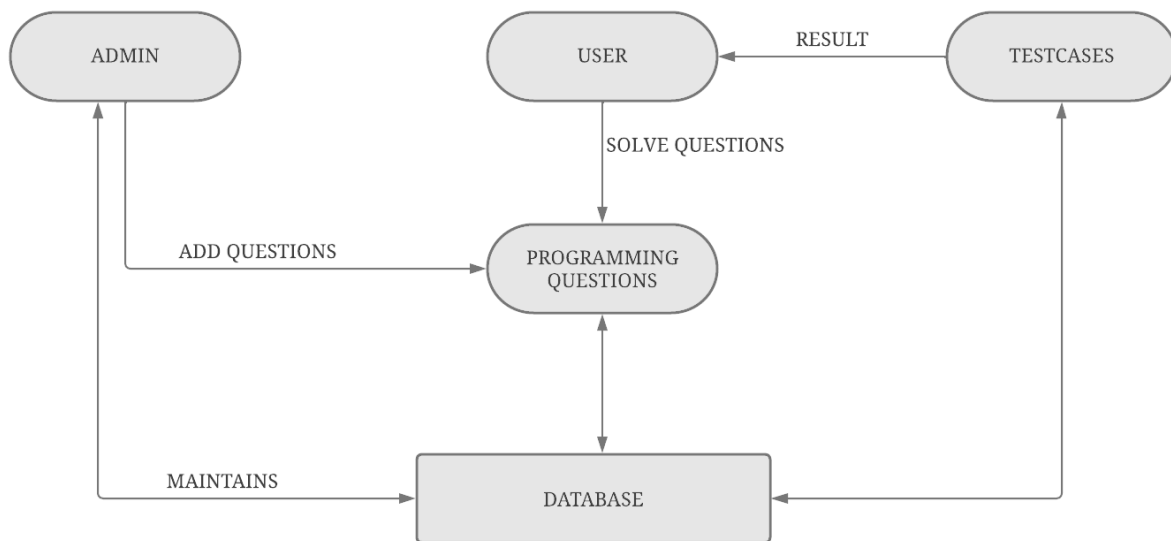 ADMIN
USER
RESULT
TESTCASES
SOLVE QUESTIONS
ADD QUESTIONS
PROGRAMMING
QUESTIONS
MAINTAINS
DATABASE